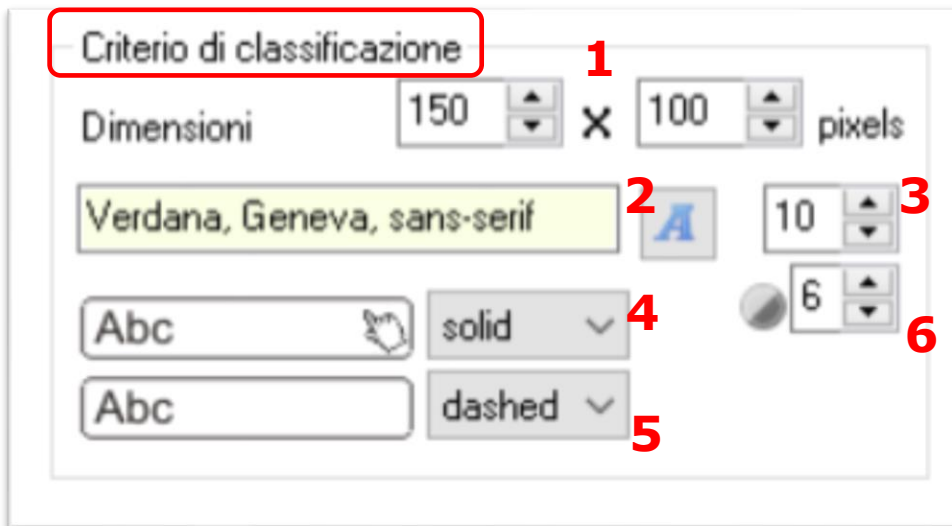 Criterio di classificazione
1
Dimensioni 150 x 100 pixels
Verdana, Geneva, sans-serif 2 A 10 3
Abc solid 4 6 6
Abc dashed 5